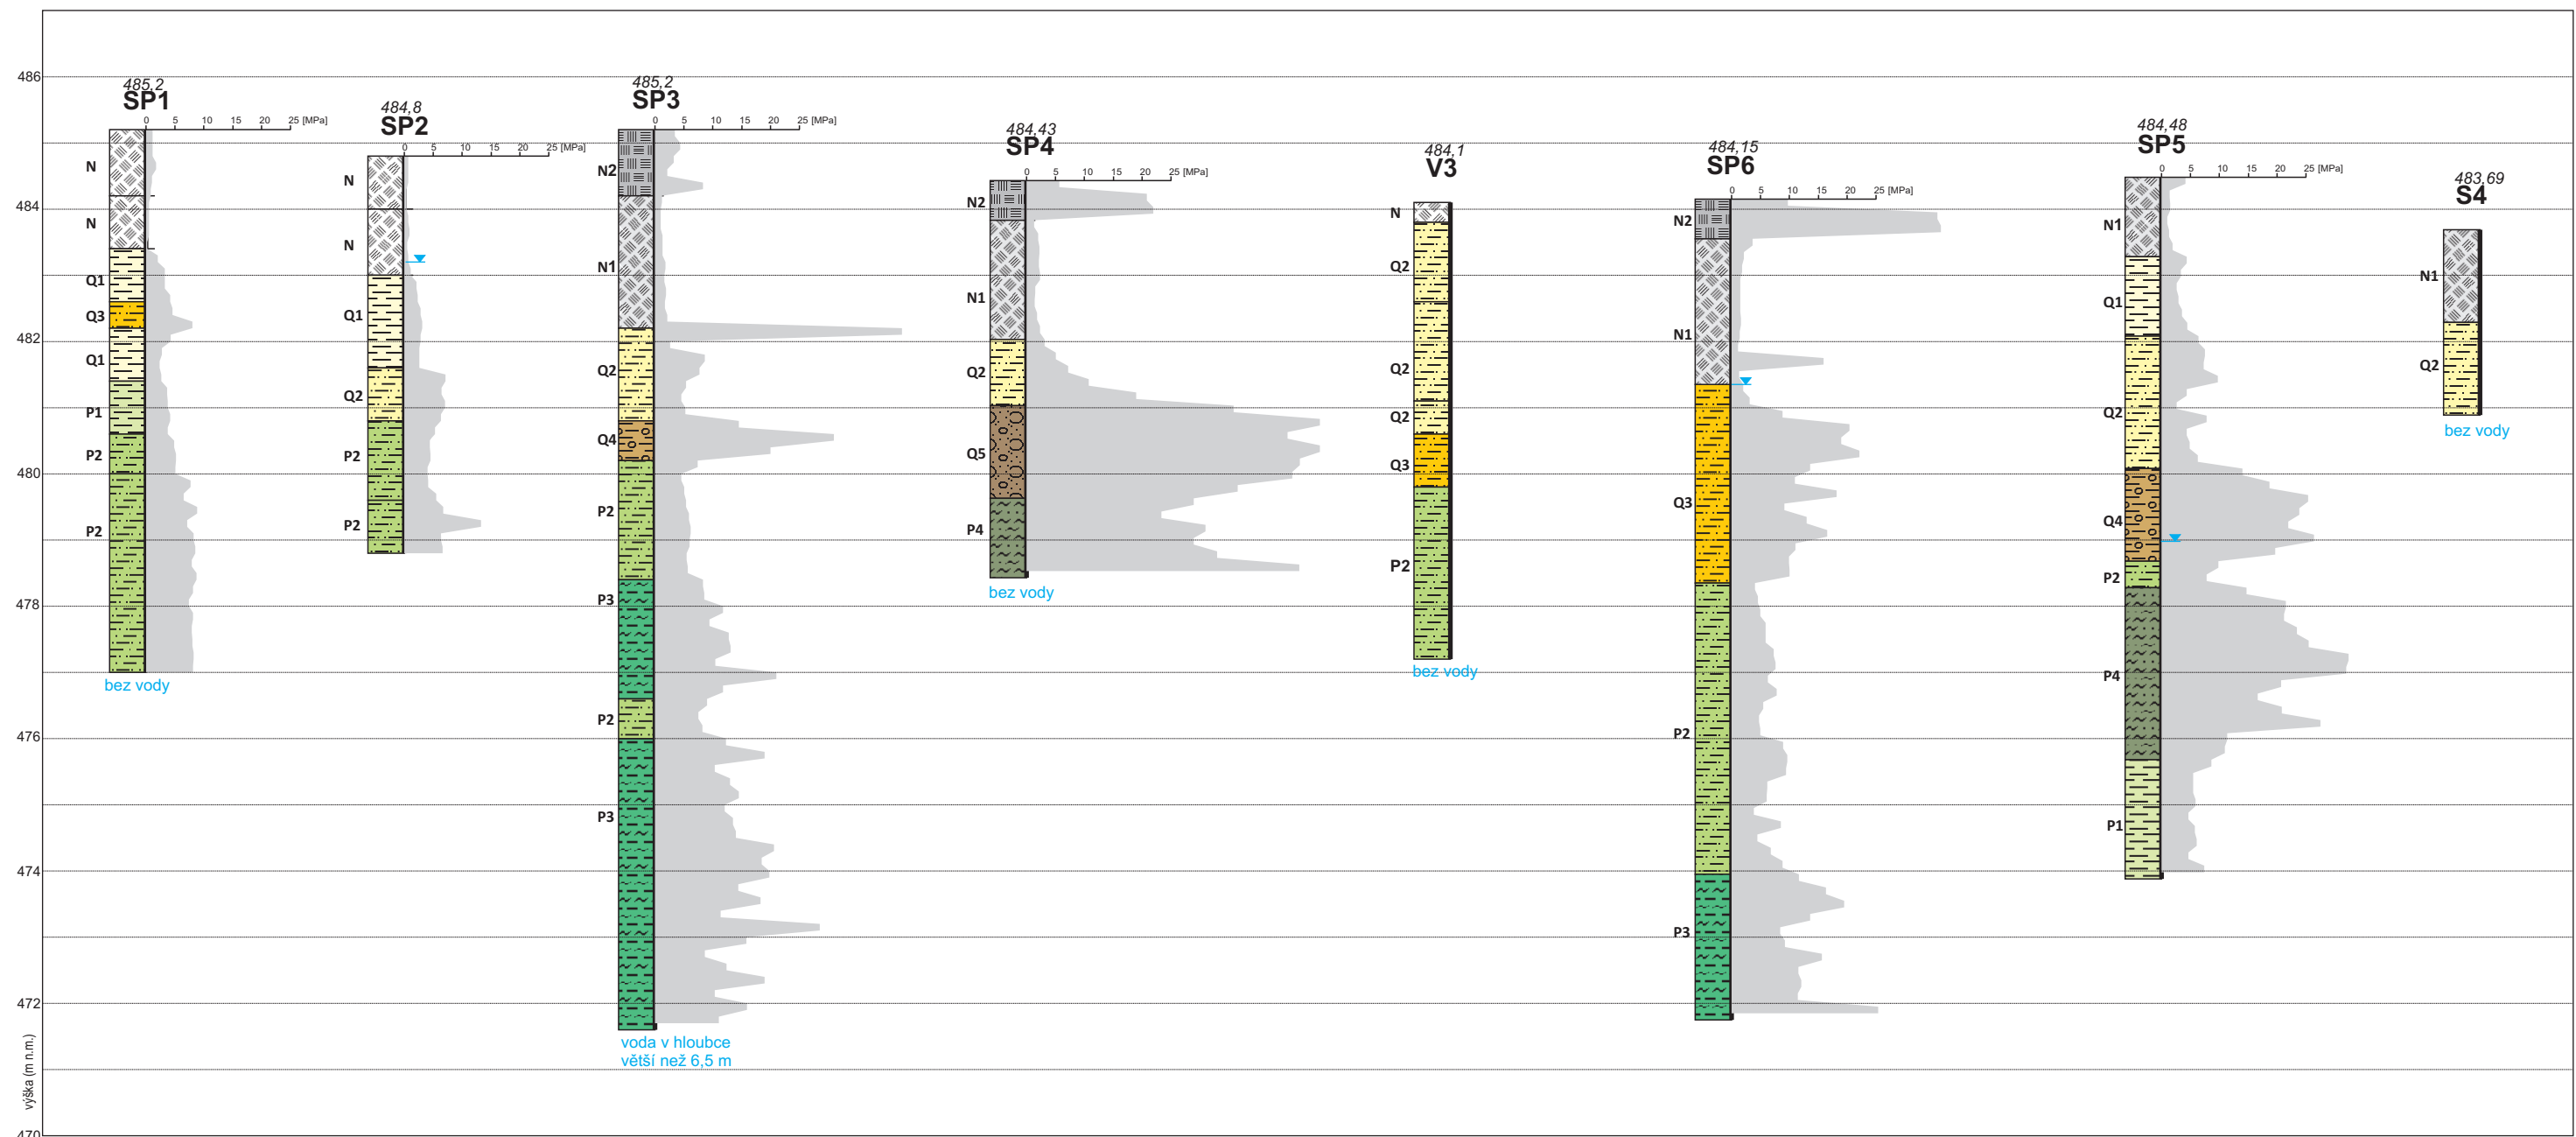 486
484
482
480
478
476
474
472
470
výška (m n.m.)
485,2
SP1
0 5 10 15 20 25 [MPa]
N
N
Q1
Q3
Q1
P1
P2
P2
bez vody
484,8
SP2
0 5 10 15 20 25 [MPa]
N
N
Q1
Q2
P2
P2
485,2
SP3
0 5 10 15 20 25 [MPa]
N2
N1
Q2
Q4
P2
P3
P2
P3
voda v hloubce
větší než 6,5 m
484,43
SP4
0 5 10 15 20 25 [MPa]
N2
N1
Q2
Q5
P4
bez vody
484,1
V3
N
Q2
Q2
Q2
Q3
P2
bez vody
484,15
SP6
0 5 10 15 20 25 [MPa]
N2
N1
Q3
P2
P3
484,48
SP5
0 5 10 15 20 25 [MPa]
N1
Q1
Q2
Q4
P2
P4
P1
483,69
S4
N1
Q2
bez vody